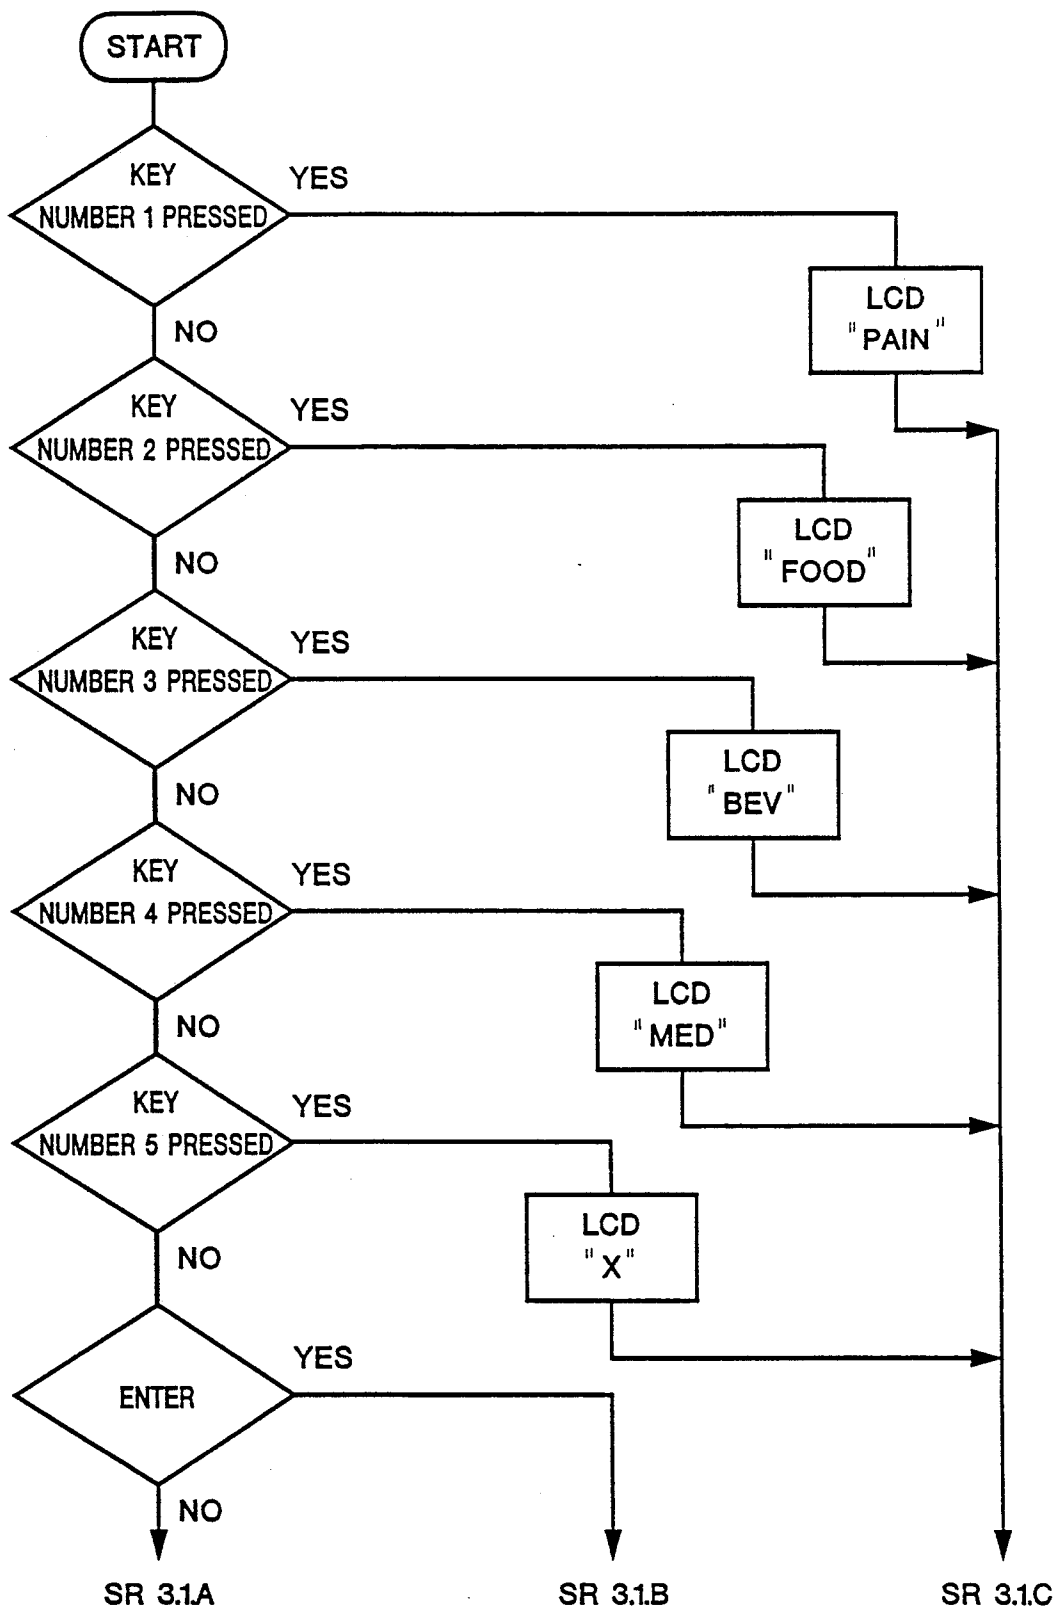 START
KEY
NUMBER 1 PRESSED
YES
LCD
"PAIN"
NO
KEY
NUMBER 2 PRESSED
YES
LCD
"FOOD"
NO
KEY
NUMBER 3 PRESSED
YES
LCD
"BEV"
NO
KEY
NUMBER 4 PRESSED
YES
LCD
"MED"
NO
KEY
NUMBER 5 PRESSED
YES
LCD
"X"
NO
ENTER
YES
NO
SR 3.1.A
SR 3.1.B
SR 3.1.C